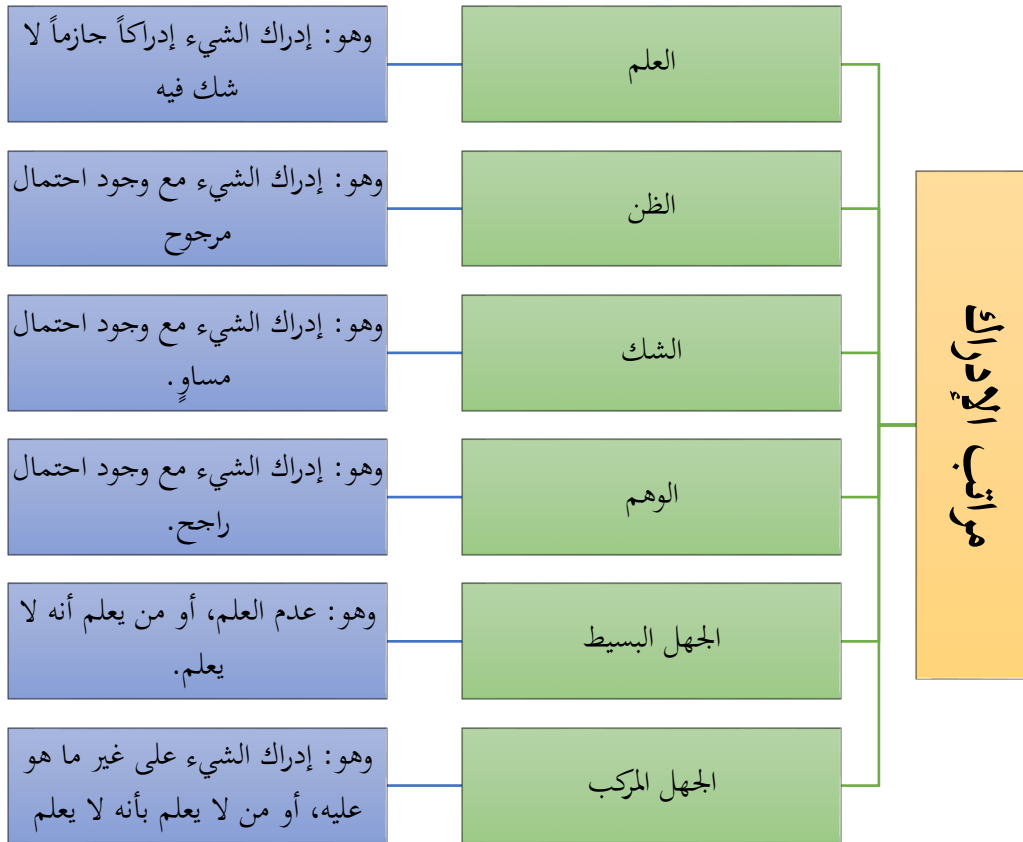 مراتب الإدراك
العلم
وهو: إدراك الشيء إدراكاً جازماً لا
شك فيه
الظن
وهو: إدراك الشيء مع وجود احتمال
مرجوح
الشك
وهو: إدراك الشيء مع وجود احتمال
مساوٍ.
الوهم
وهو: إدراك الشيء مع وجود احتمال
راجح.
الجهل البسيط
وهو: عدم العلم، أو من يعلم أنه لا
يعلم.
الجهل المركب
وهو: إدراك الشيء على غير ما هو
عليه، أو من لا يعلم بأنه لا يعلم